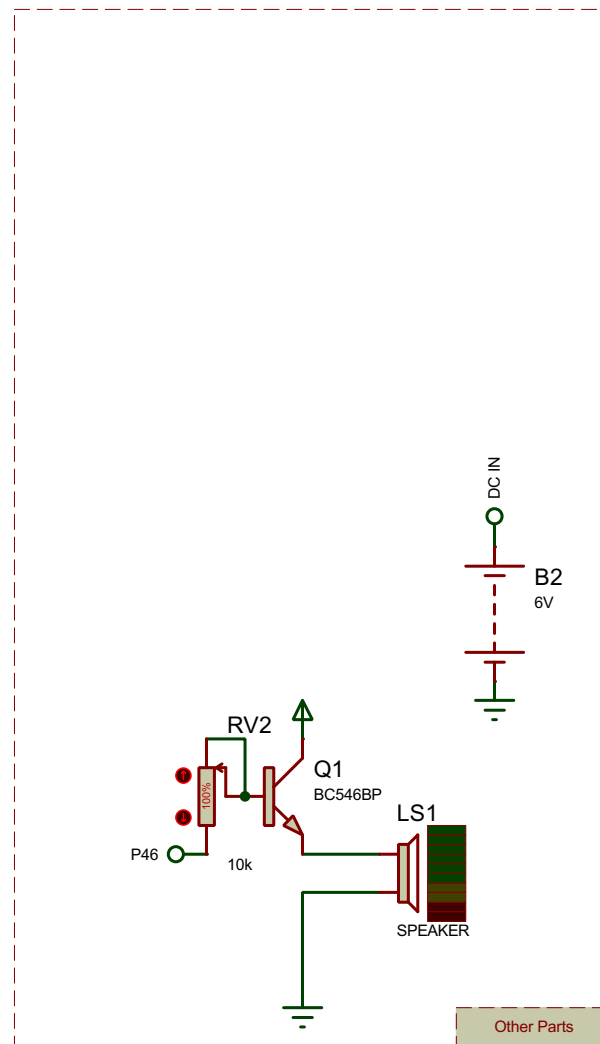 DC IN
B2
6V
RV2
100%
Q1
BC546BP
LS1
P46
10k
SPEAKER
Other Parts